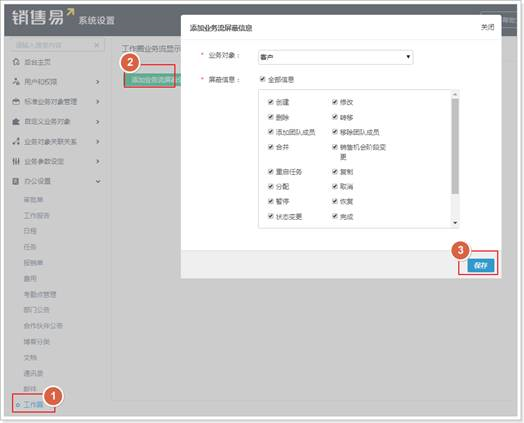 销售易 系统设置
请输入搜索内容
后台主页
用户和权限
标准业务对象管理
自定义业务对象
业务对象关联关系
业务参数设定
办公设置
审批单
工作报告
日程
任务
报销单
费用
考勤点管理
部门公告
合作伙伴公告
博客分类
文档
通讯录
邮件
工作圈
1
工作圈业务流显示
2
添加业务流屏蔽
添加业务流屏蔽信息
关闭
* 业务对象： 客户
* 屏蔽信息： 全部信息
创建 修改
删除 转移
添加团队成员 移除团队成员
合并 销售机会阶段变更
重启任务 复制
分配 取消
暂停 恢复
状态变更 完成
3
保存